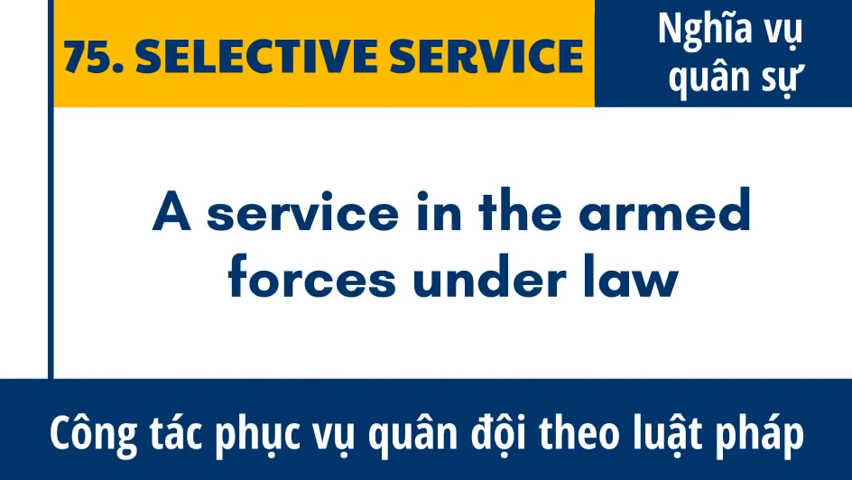 75. SELECTIVE SERVICE
Nghĩa vụ
quân sự
A service in the armed
forces under law
Công tác phục vụ quân đội theo luật pháp